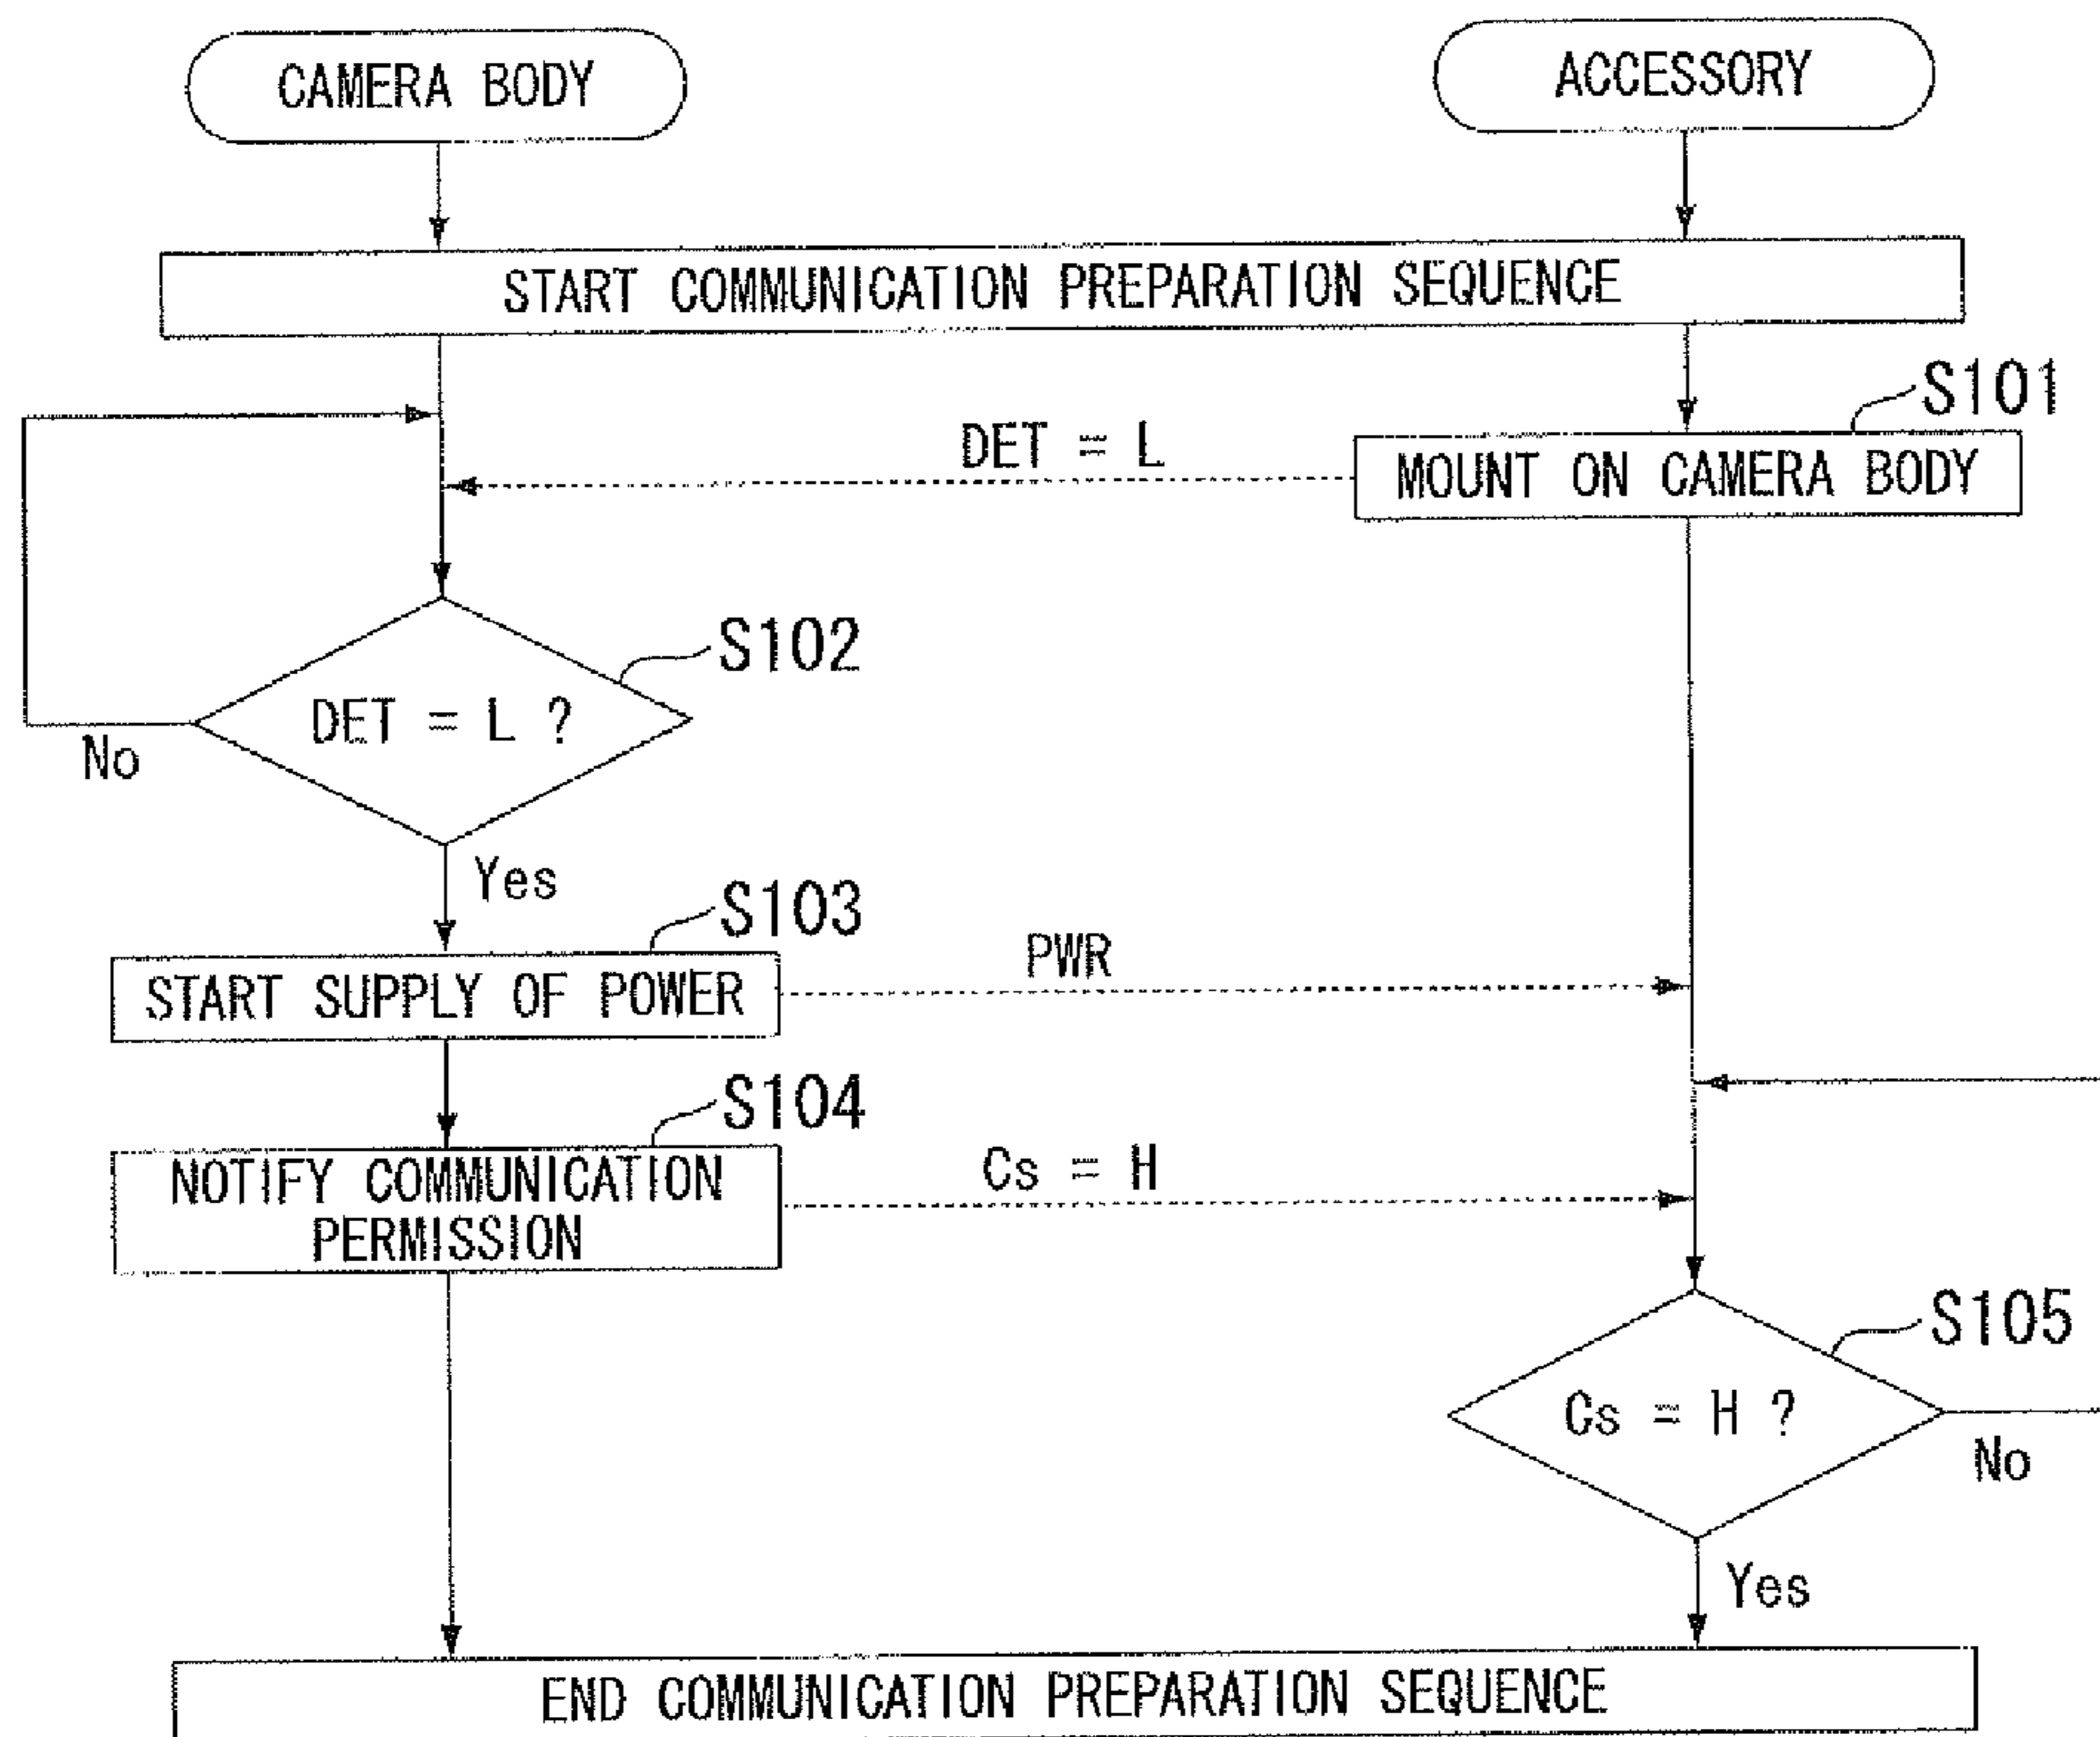 CAMERA BODY
ACCESSORY
START COMMUNICATION PREPARATION SEQUENCE
S101
DET = L
MOUNT ON CAMERA BODY
S102
DET = L ?
No
Yes
S103
START SUPPLY OF POWER
PWR
S104
NOTIFY COMMUNICATION
PERMISSION
Cs = H
S105
Cs = H ?
No
Yes
END COMMUNICATION PREPARATION SEQUENCE